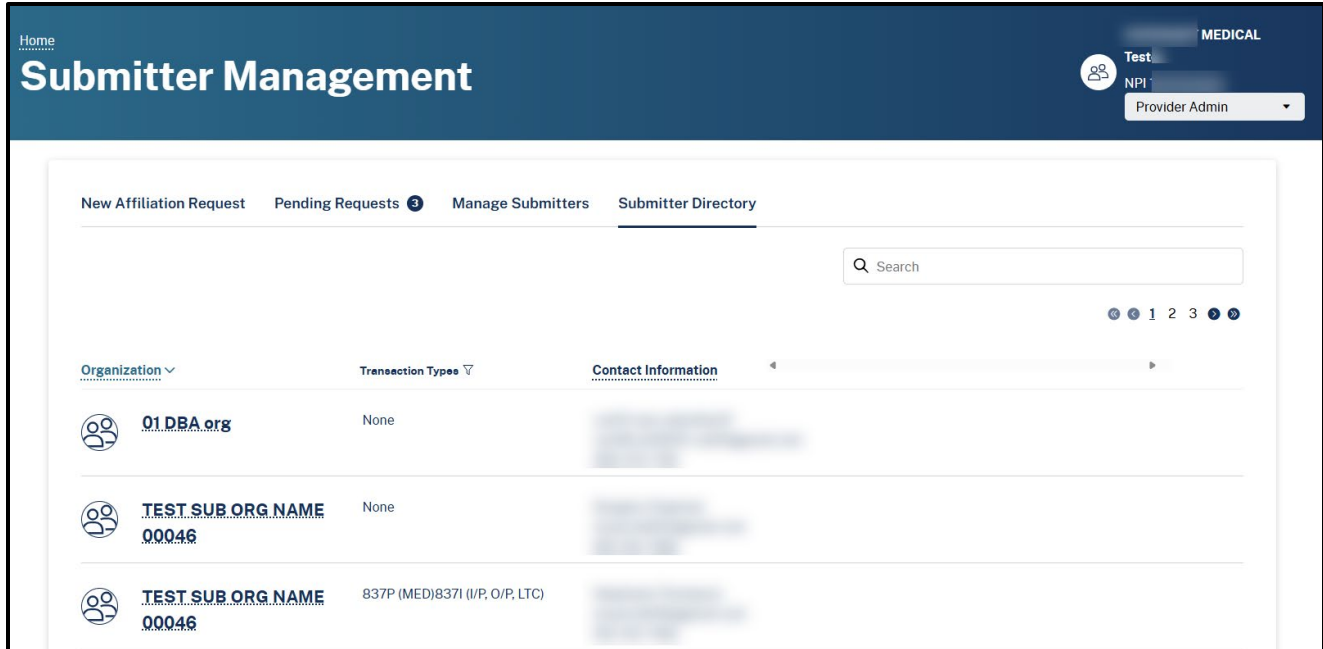 Home
Submitter Management
MEDICAL
Test
NPI
Provider Admin
New Affiliation Request Pending Requests 3 Manage Submitters Submitter Directory
Search
1 2 3
Organization Transaction Types Contact Information
01 DBA org None
TEST SUB ORG NAME None
00046
TEST SUB ORG NAME 837P (MED)837I (I/P, O/P, LTC)
00046